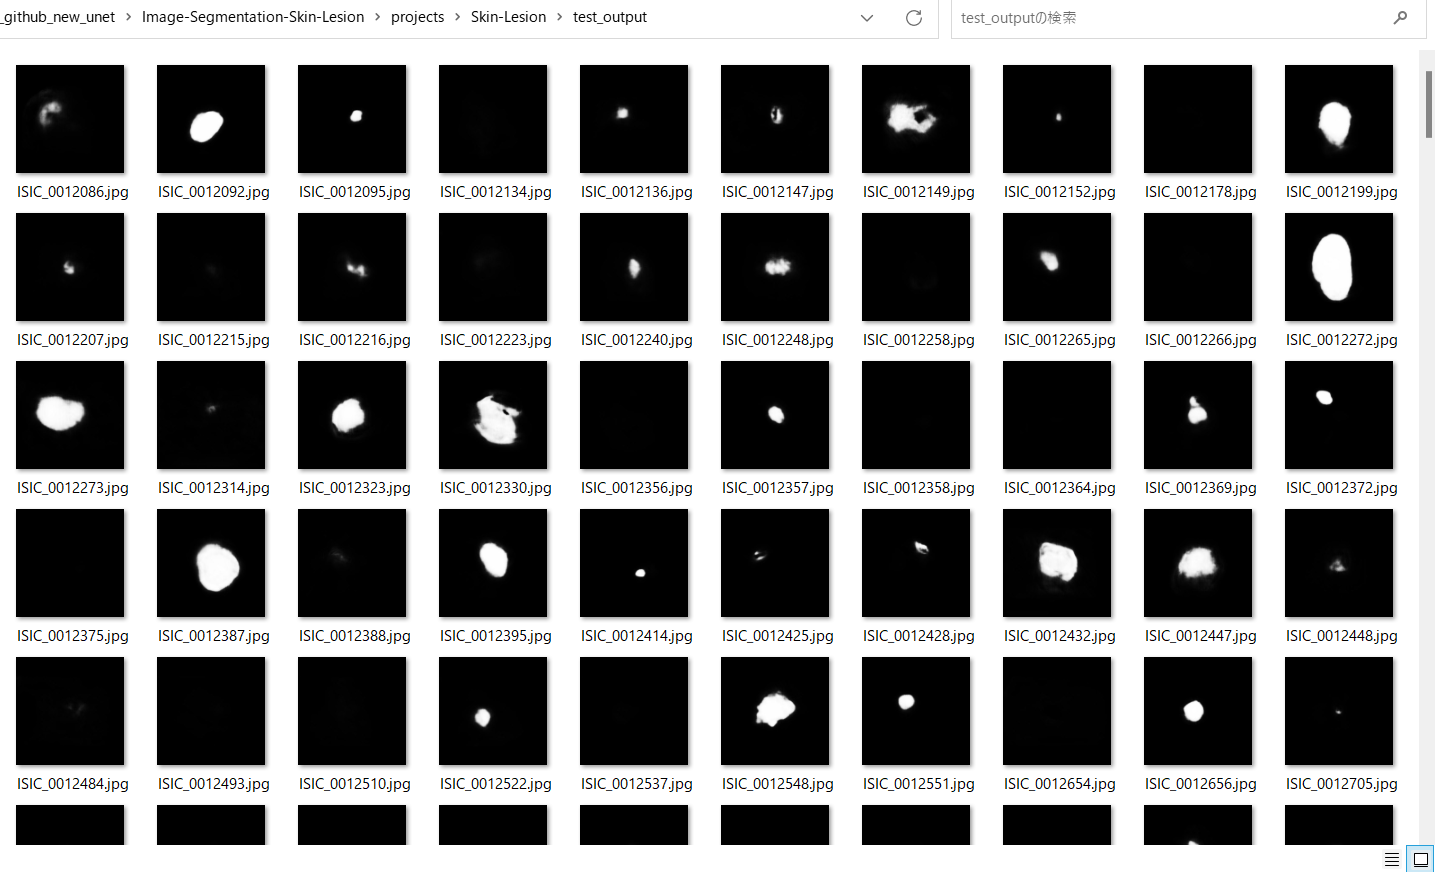 _github_new_unet > Image-Segmentation-Skin-Lesion > projects > Skin-Lesion > test_output
test_outputの検索
ISIC_0012086.jpg ISIC_0012092.jpg ISIC_0012095.jpg ISIC_0012134.jpg ISIC_0012136.jpg ISIC_0012147.jpg ISIC_0012149.jpg ISIC_0012152.jpg ISIC_0012178.jpg ISIC_0012199.jpg
ISIC_0012207.jpg ISIC_0012215.jpg ISIC_0012216.jpg ISIC_0012223.jpg ISIC_0012240.jpg ISIC_0012248.jpg ISIC_0012258.jpg ISIC_0012265.jpg ISIC_0012266.jpg ISIC_0012272.jpg
ISIC_0012273.jpg ISIC_0012314.jpg ISIC_0012323.jpg ISIC_0012330.jpg ISIC_0012356.jpg ISIC_0012357.jpg ISIC_0012358.jpg ISIC_0012364.jpg ISIC_0012369.jpg ISIC_0012372.jpg
ISIC_0012375.jpg ISIC_0012387.jpg ISIC_0012388.jpg ISIC_0012395.jpg ISIC_0012414.jpg ISIC_0012425.jpg ISIC_0012428.jpg ISIC_0012432.jpg ISIC_0012447.jpg ISIC_0012448.jpg
ISIC_0012484.jpg ISIC_0012493.jpg ISIC_0012510.jpg ISIC_0012522.jpg ISIC_0012537.jpg ISIC_0012548.jpg ISIC_0012551.jpg ISIC_0012654.jpg ISIC_0012656.jpg ISIC_0012705.jpg